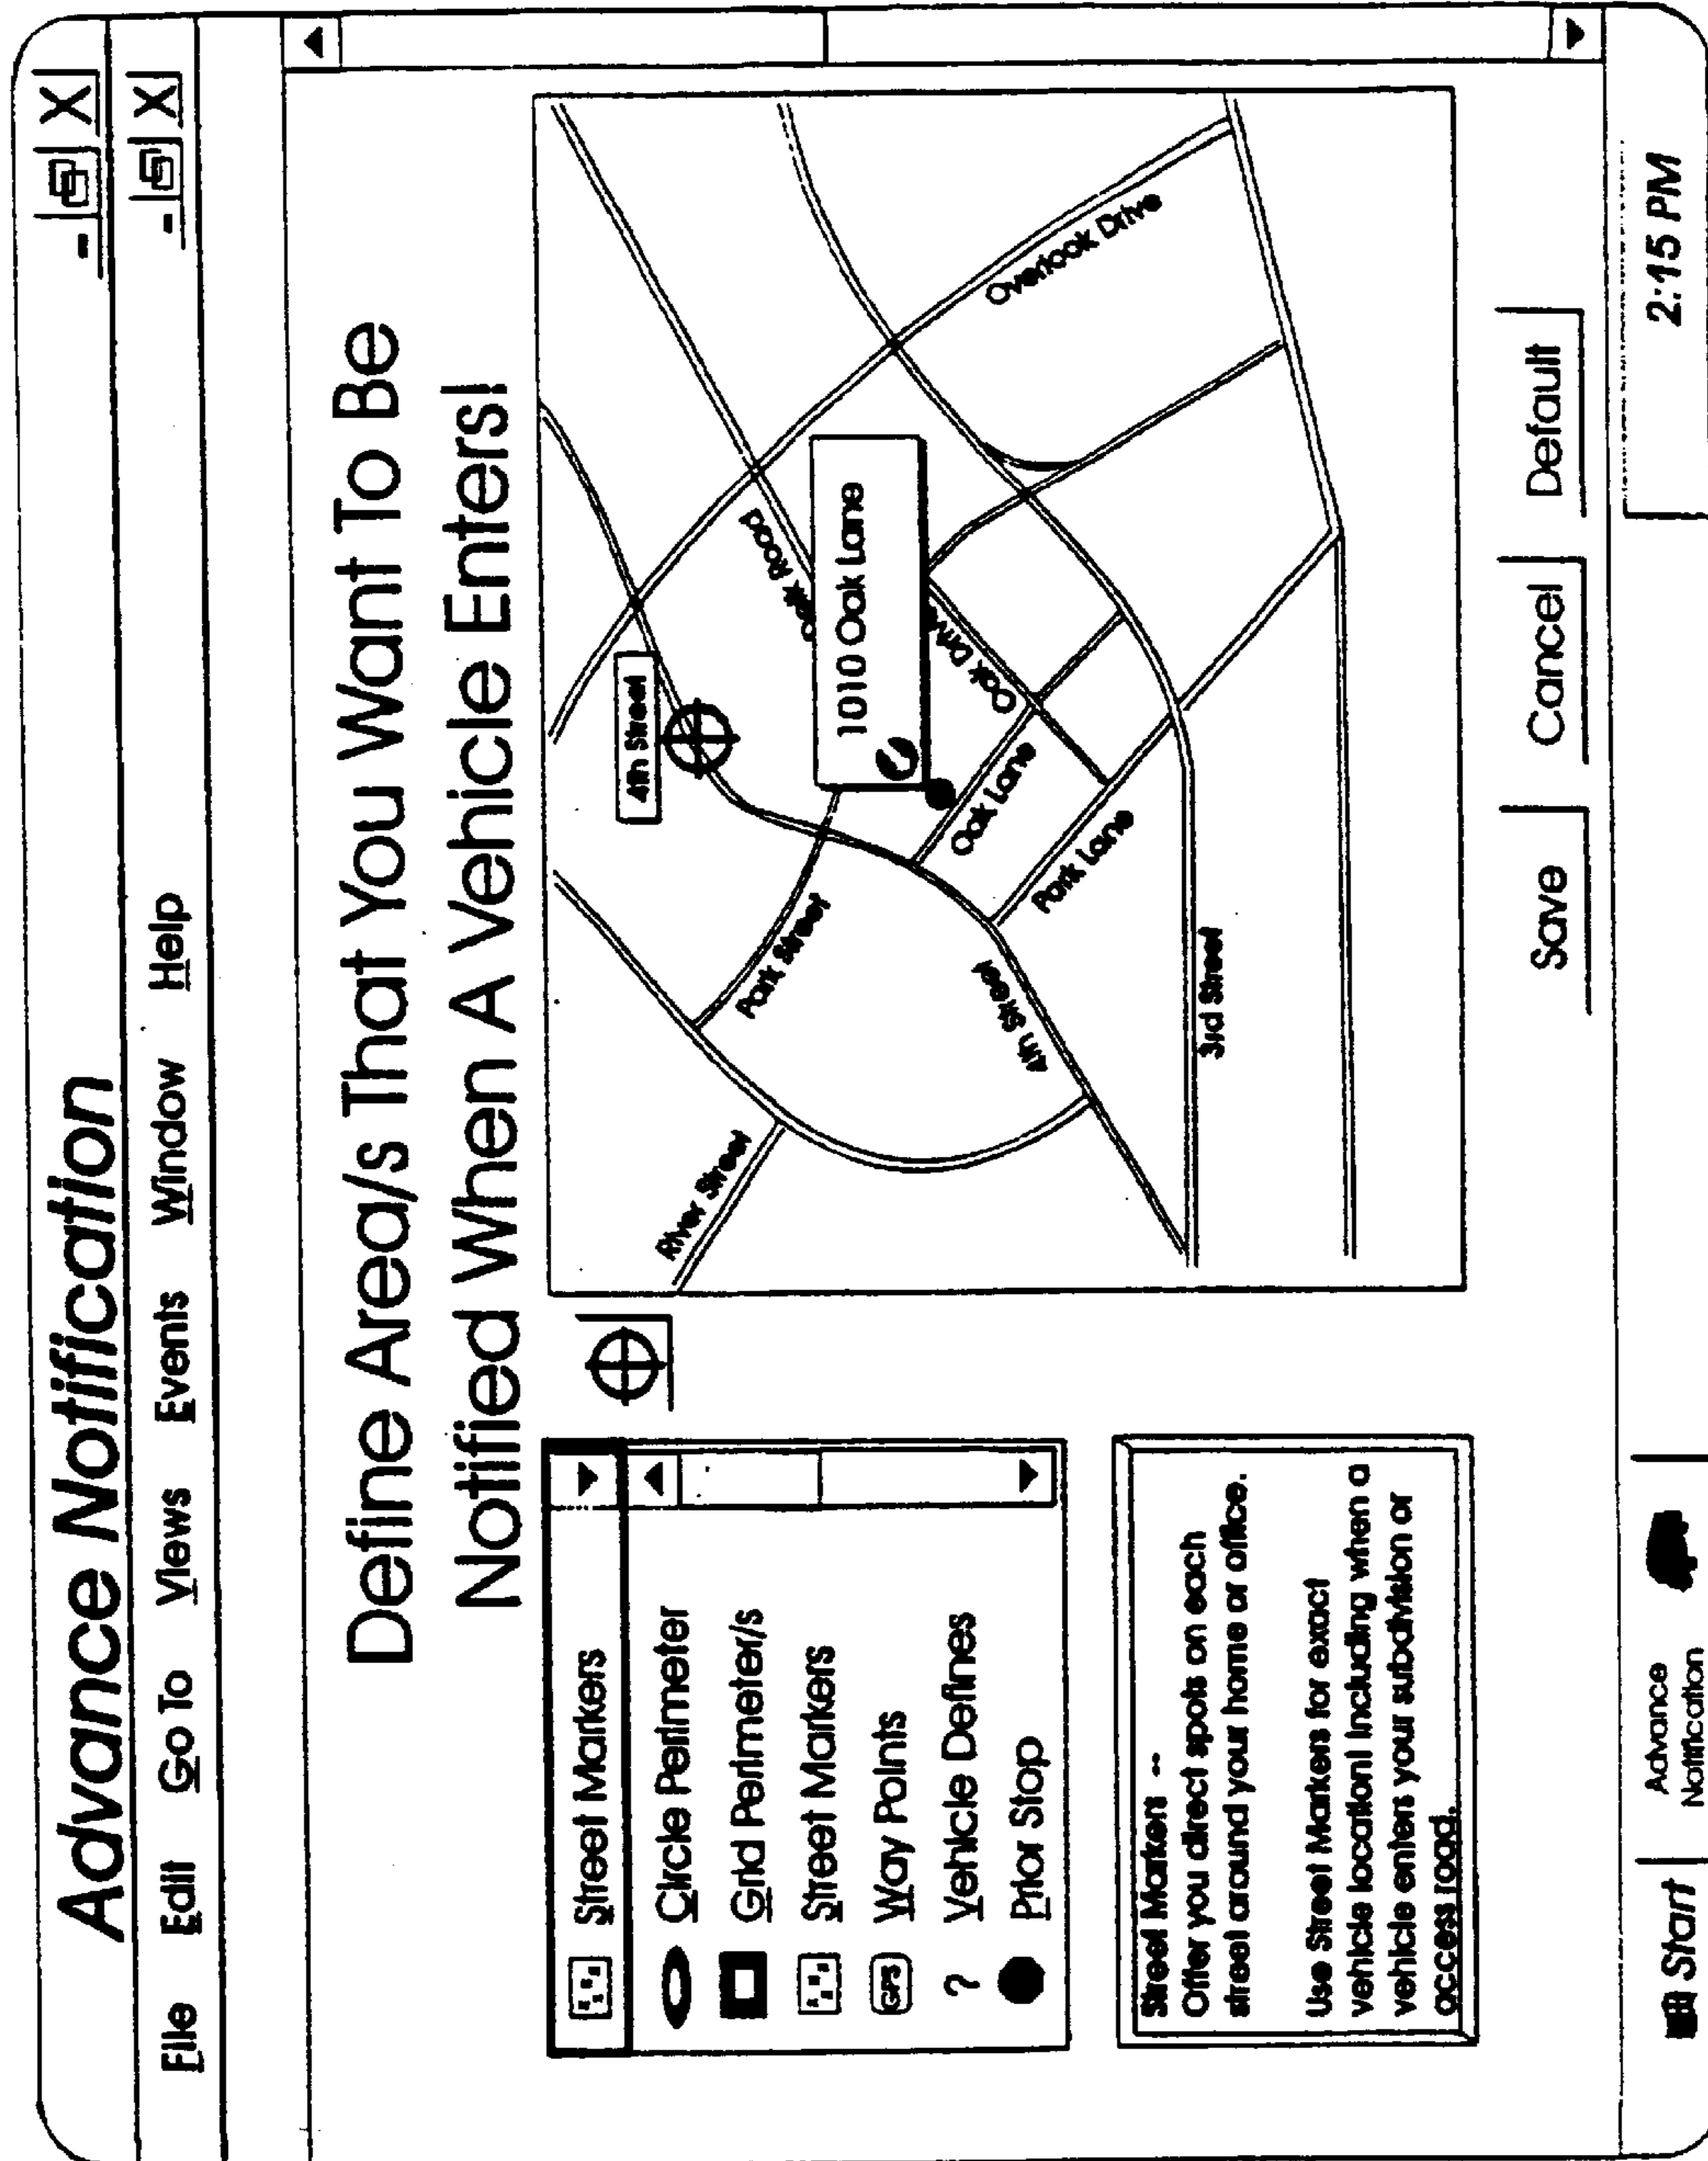 Advance Notification
File Edit Go To Views Events Window Help
Define Area/s That You Want To Be
Notified When A Vehicle Enters!
Street Markers
Circle Perimeter
Grid Perimeter/s
Street Markers
GPS Way Points
? Vehicle Defines
Prior Stop
Street Markers --
Offer you direct spots on each
street around your home or office.
Use Street Markers for exact
vehicle location! Including when a
vehicle enters your subdivision or
access road.
River Street
Park Street
4th Street
4th Street
Road
1010 Oak Lane
Oak Drive
Oak Lane
Park Lane
3rd Street
Overlook Drive
Save Cancel Default
Start
Advance
Notification
2:15 PM